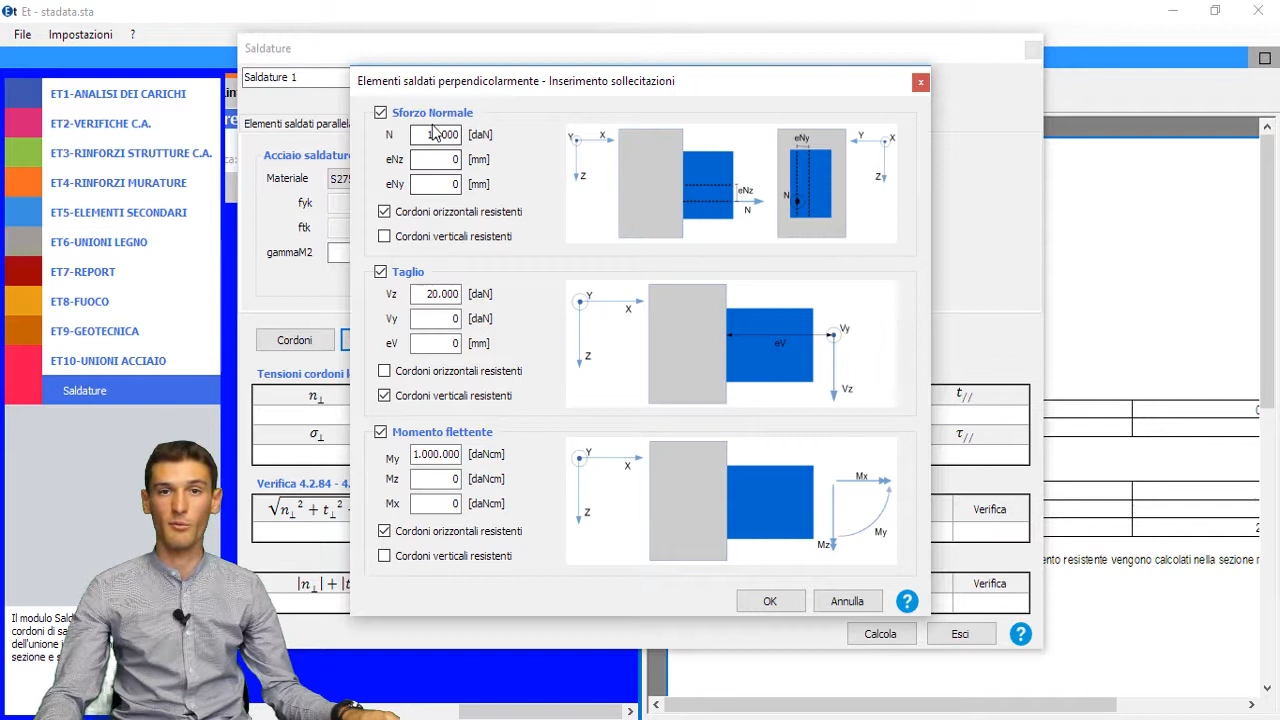 Et - stadata.sta
File Impostazioni ?
Saldature
Saldature 1
ET1-ANALISI DEI CARICHI
ET2-VERIFICHE C.A.
ET3-RINFORZI STRUTTURE C.A.
ET4-RINFORZI MURATURE
ET5-ELEMENTI SECONDARI
ET6-UNIONI LEGNO
ET7-REPORT
ET8-FUOCO
ET9-GEOTECNICA
ET10-UNIONI ACCIAIO
Saldature
Il modulo Sald
cordoni di sa
dell'unione i
sezione e s
Elementi saldati parallela
Acciaio saldature
Materiale S275
fyk
ftk
gammaM2
Cordoni
Tensioni cordoni l
n⊥ t//
σ⊥ τ//
Verifica 4.2.84 - 4.
√n⊥² + t⊥² Verifica
|n⊥| + |t Verifica
Calcola Esci ?
Elementi saldati perpendicolarmente - Inserimento sollecitazioni x
Sforzo Normale
N [daN]
eNz 0 [mm]
eNy 0 [mm]
Cordoni orizzontali resistenti
Cordoni verticali resistenti
Y X Z eNz N
eNy N Y X Z
Taglio
Vz 20.000 [daN]
Vy 0 [daN]
eV 0 [mm]
Cordoni orizzontali resistenti
Cordoni verticali resistenti
Y X Z eV Vy Vz
Momento flettente
My 1.000.000 [daNcm]
Mz 0 [daNcm]
Mx 0 [daNcm]
Cordoni orizzontali resistenti
Cordoni verticali resistenti
Y X Z Mx My Mz
OK Annulla ?
0
2
mento resistente vengono calcolati nella sezione